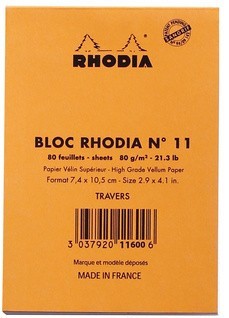 RHODIA
BLOC RHODIA N° 11
80 feuillets - sheets 80 g/m² - 21.3 lb
Papier Vélin Supérieur - High Grade Vellum Paper
Format 7,4 x 10,5 cm - Size 2.9 x 4.1 in.
TRAVERS
3 037920 116006
Marque et modèle déposés
MADE IN FRANCE